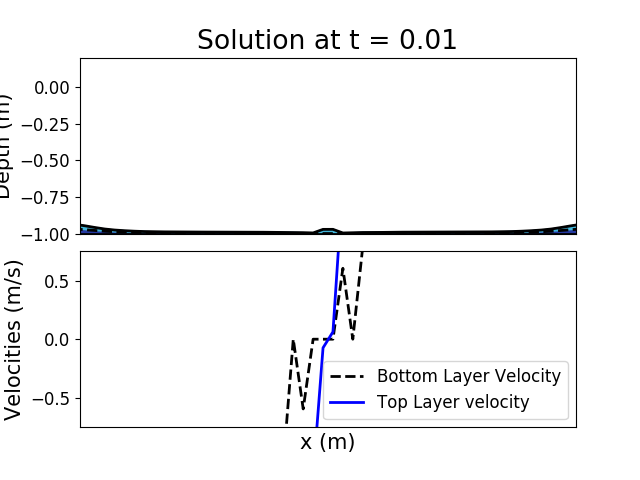 Solution at t = 0.01
Depth (m)
0.00
−0.25
−0.50
−0.75
−1.00
Velocities (m/s)
0.5
0.0
−0.5
Bottom Layer Velocity
Top Layer velocity
x (m)